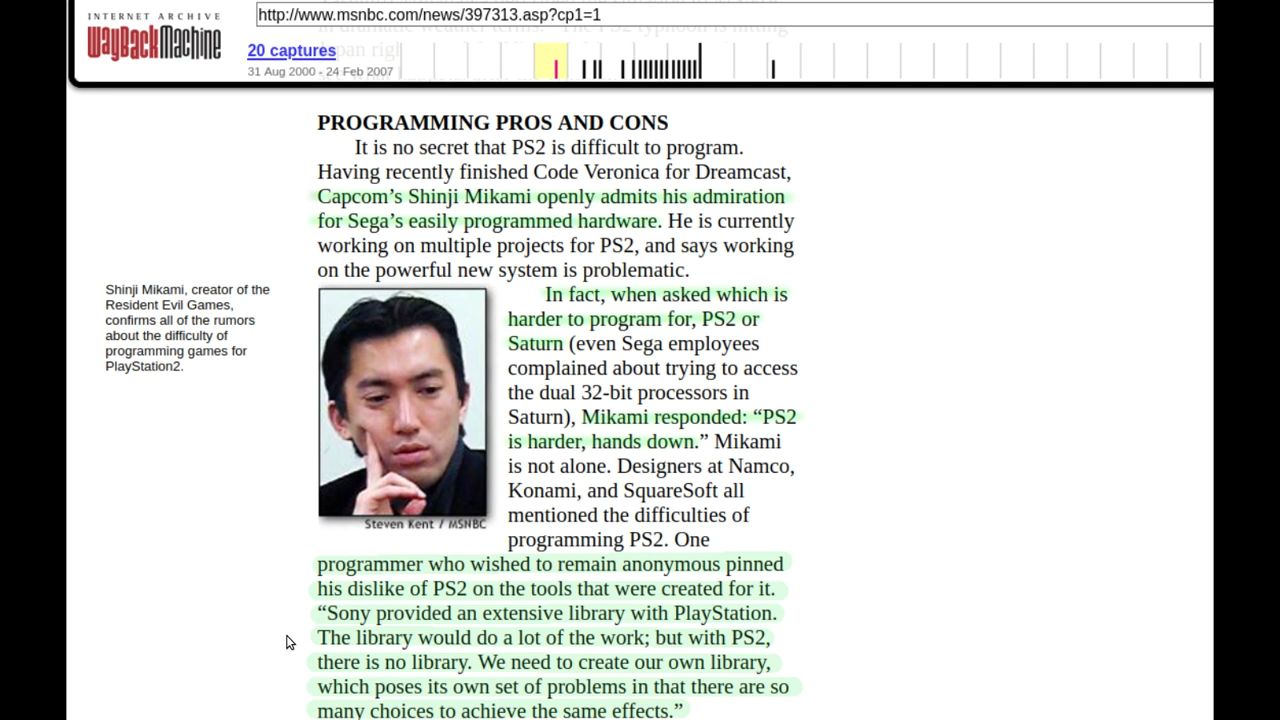 INTERNET ARCHIVE
WayBackMachine
http://www.msnbc.com/news/397313.asp?cp1=1
20 captures
31 Aug 2000 - 24 Feb 2007
PROGRAMMING PROS AND CONS
It is no secret that PS2 is difficult to program.
Having recently finished Code Veronica for Dreamcast,
Capcom’s Shinji Mikami openly admits his admiration
for Sega’s easily programmed hardware. He is currently
working on multiple projects for PS2, and says working
on the powerful new system is problematic.
Shinji Mikami, creator of the
Resident Evil Games,
confirms all of the rumors
about the difficulty of
programming games for
PlayStation2.
Steven Kent / MSNBC
In fact, when asked which is
harder to program for, PS2 or
Saturn (even Sega employees
complained about trying to access
the dual 32-bit processors in
Saturn), Mikami responded: “PS2
is harder, hands down.” Mikami
is not alone. Designers at Namco,
Konami, and SquareSoft all
mentioned the difficulties of
programming PS2. One
programmer who wished to remain anonymous pinned
his dislike of PS2 on the tools that were created for it.
“Sony provided an extensive library with PlayStation.
The library would do a lot of the work; but with PS2,
there is no library. We need to create our own library,
which poses its own set of problems in that there are so
many choices to achieve the same effects.”